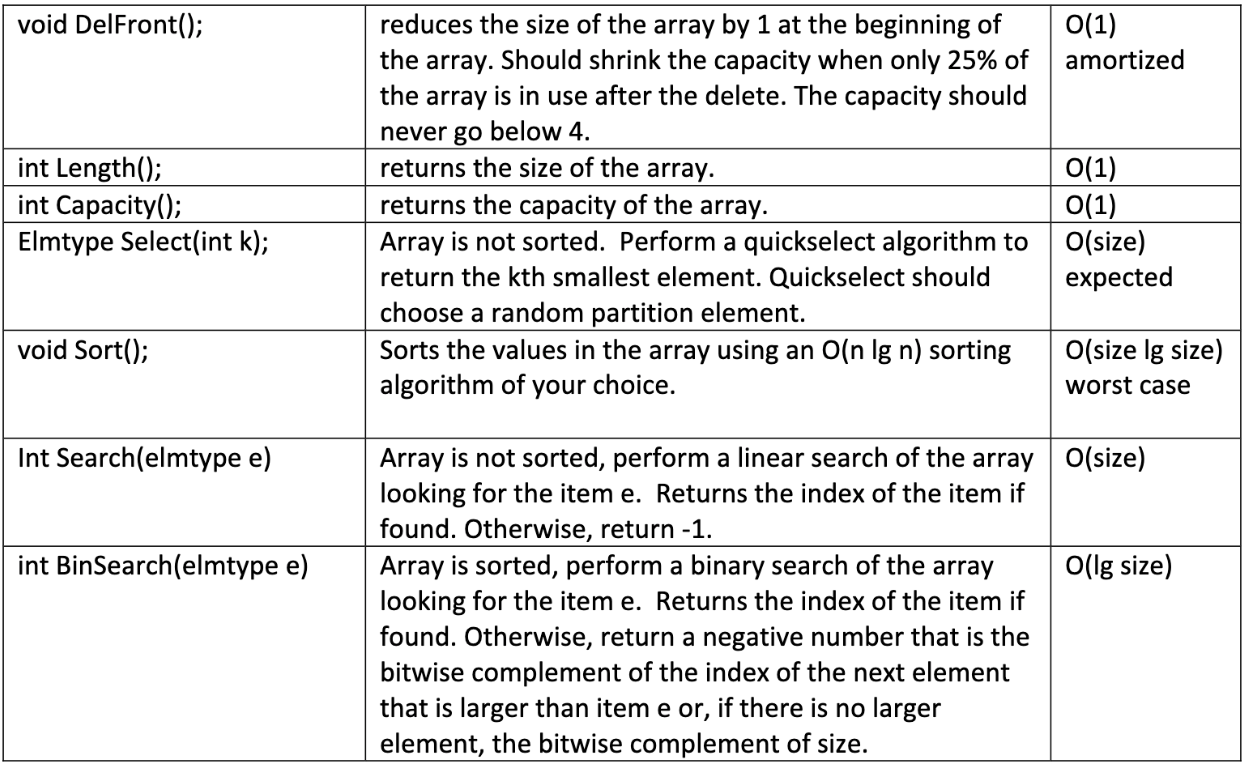 void DelFront();
reduces the size of the array by 1 at the beginning of
the array. Should shrink the capacity when only 25% of
the array is in use after the delete. The capacity should
never go below 4.
O(1)
amortized
int Length();
returns the size of the array.
O(1)
int Capacity();
returns the capacity of the array.
O(1)
Elmtype Select(int k);
Array is not sorted.  Perform a quickselect algorithm to
return the kth smallest element. Quickselect should
choose a random partition element.
O(size)
expected
void Sort();
Sorts the values in the array using an O(n lg n) sorting
algorithm of your choice.
O(size lg size)
worst case
Int Search(elmtype e)
Array is not sorted, perform a linear search of the array
looking for the item e.  Returns the index of the item if
found. Otherwise, return -1.
O(size)
int BinSearch(elmtype e)
Array is sorted, perform a binary search of the array
looking for the item e.  Returns the index of the item if
found. Otherwise, return a negative number that is the
bitwise complement of the index of the next element
that is larger than item e or, if there is no larger
element, the bitwise complement of size.
O(lg size)